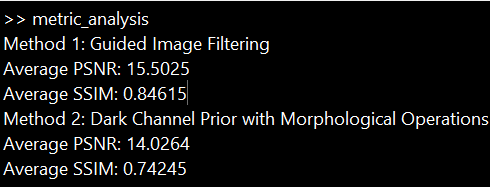 >> metric_analysis
Method 1: Guided Image Filtering
Average PSNR: 15.5025
Average SSIM: 0.84615
Method 2: Dark Channel Prior with Morphological Operations
Average PSNR: 14.0264
Average SSIM: 0.74245